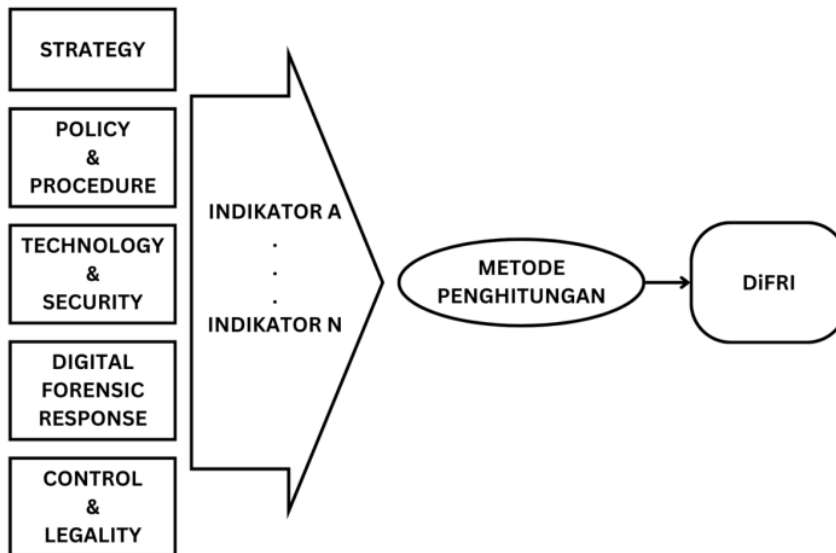 STRATEGY
POLICY
&
PROCEDURE
TECHNOLOGY
&
SECURITY
DIGITAL
FORENSIC
RESPONSE
CONTROL
&
LEGALITY
INDIKATOR A
.
.
.
INDIKATOR N
METODE
PENGHITUNGAN
DiFRI